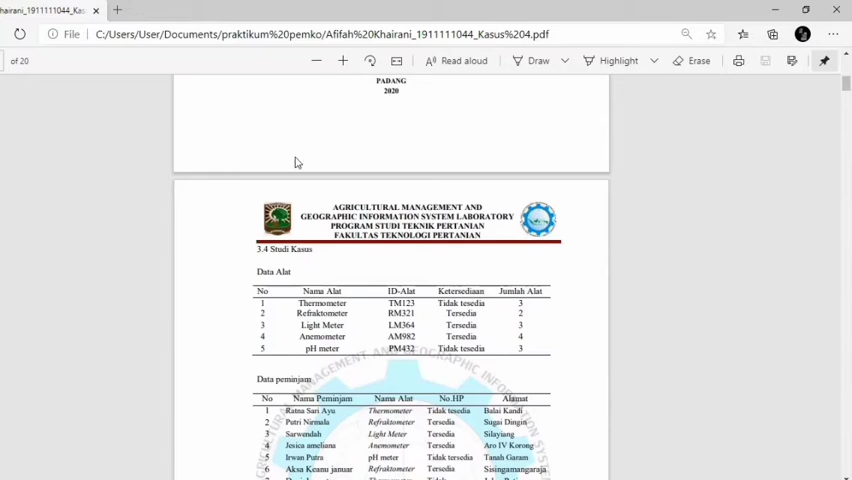 hairani_1911111044_Kas
File
C:/Users/User/Documents/praktikum%20pemko/Afifah%20Khairani_1911111044_Kasus%204.pdf
of 20
Read aloud
Draw
Highlight
Erase
PADANG
2020
AGRICULTURAL MANAGEMENT AND
GEOGRAPHIC INFORMATION SYSTEM LABORATORY
PROGRAM STUDI TEKNIK PERTANIAN
FAKULTAS TEKNOLOGI PERTANIAN
3.4 Studi Kasus
Data Alat
No Nama Alat ID-Alat Ketersediaan Jumlah Alat
1 Thermometer TM123 Tidak tesedia 3
2 Refraktometer RM321 Tersedia 2
3 Light Meter LM364 Tersedia 3
4 Anemometer AM982 Tersedia 4
5 pH meter PM432 Tidak tesedia 3
Data peminjam
No Nama Peminjam Nama Alat No.HP Alamat
1 Ratna Sari Ayu Thermometer Tidak tesedia Balai Kandi
2 Putri Nirmala Refraktometer Tersedia Sugai Dingin
3 Sarwendah Light Meter Tersedia Silayiang
4 Jesica ameliana Anemometer Tersedia Aro IV Korong
5 Irwan Putra pH meter Tidak tersedia Tanah Garam
6 Aksa Keanu januar Refraktometer Tersedia Sisingamangaraja